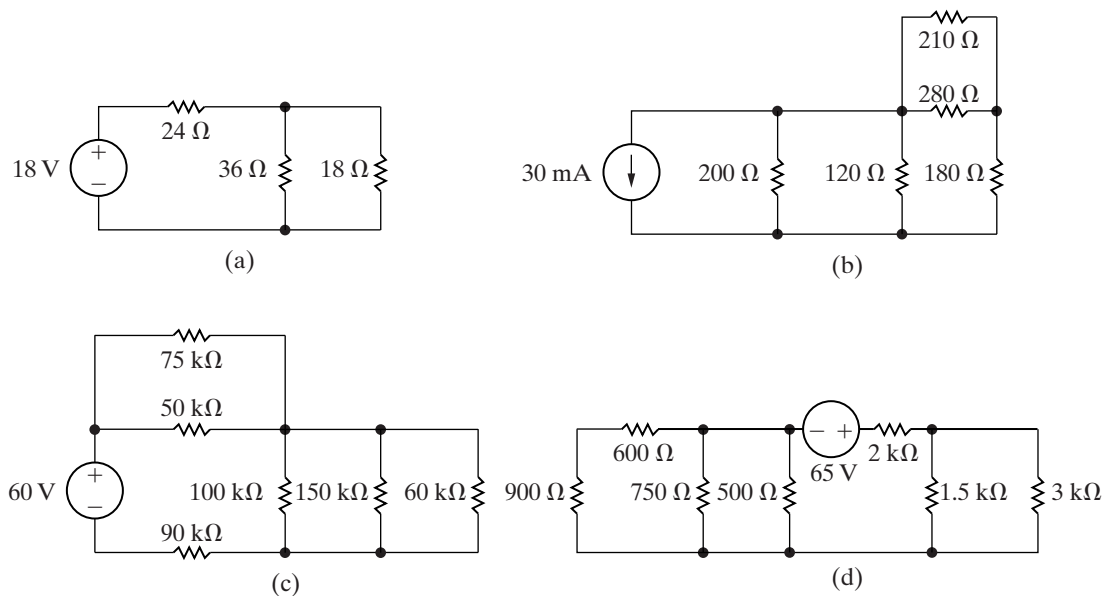 18 V
+
−
24 Ω
36 Ω
18 Ω
(a)
30 mA
200 Ω
120 Ω
180 Ω
210 Ω
280 Ω
(b)
60 V
+
−
75 kΩ
50 kΩ
90 kΩ
100 kΩ
150 kΩ
60 kΩ
(c)
900 Ω
600 Ω
750 Ω
500 Ω
− +
65 V
2 kΩ
1.5 kΩ
3 kΩ
(d)